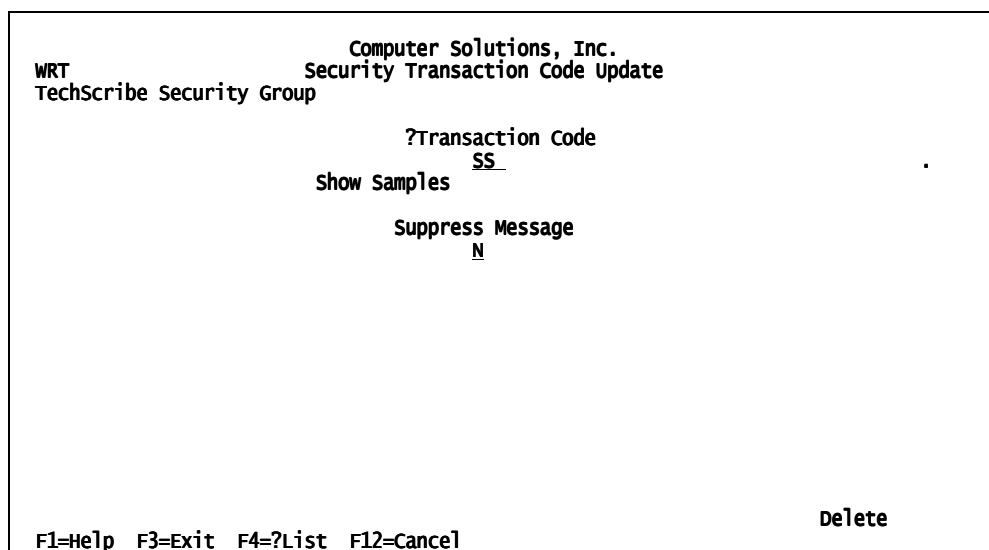 Computer Solutions, Inc.
WRT Security Transaction Code Update
TechScribe Security Group
?Transaction Code
SS .
Show Samples
Suppress Message
N
Delete
F1=Help F3=Exit F4=?List F12=Cancel